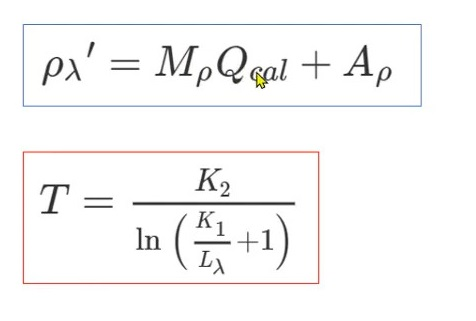 ρλ′ = MρQcal + Aρ
T = K2 / ln (K1 / Lλ + 1)